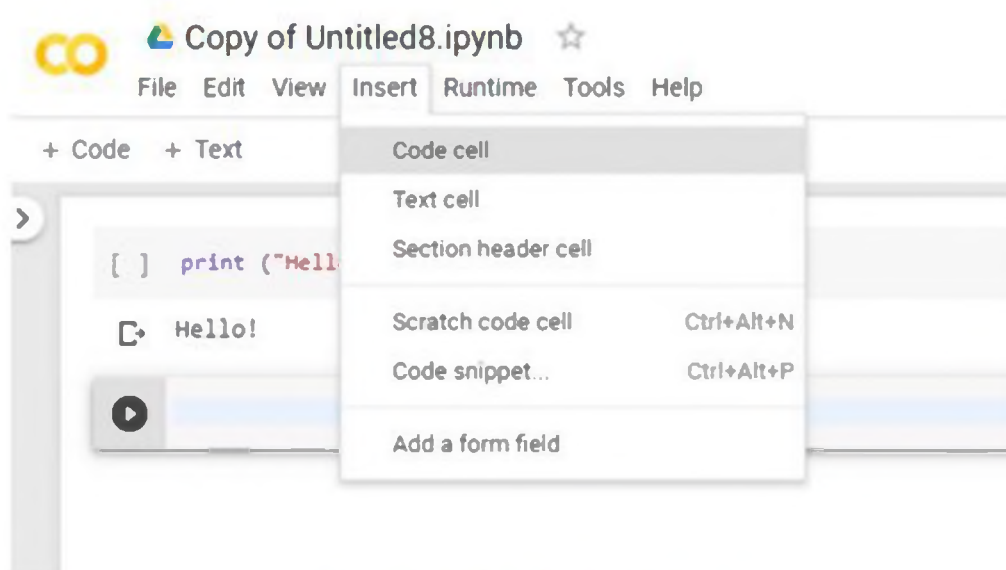 CO
Copy of Untitled8.ipynb
File Edit View Insert Runtime Tools Help
+ Code + Text
Code cell
Text cell
Section header cell
Scratch code cell Ctrl+Alt+N
Code snippet... Ctrl+Alt+P
Add a form field
[ ] print ("Hell
Hello!